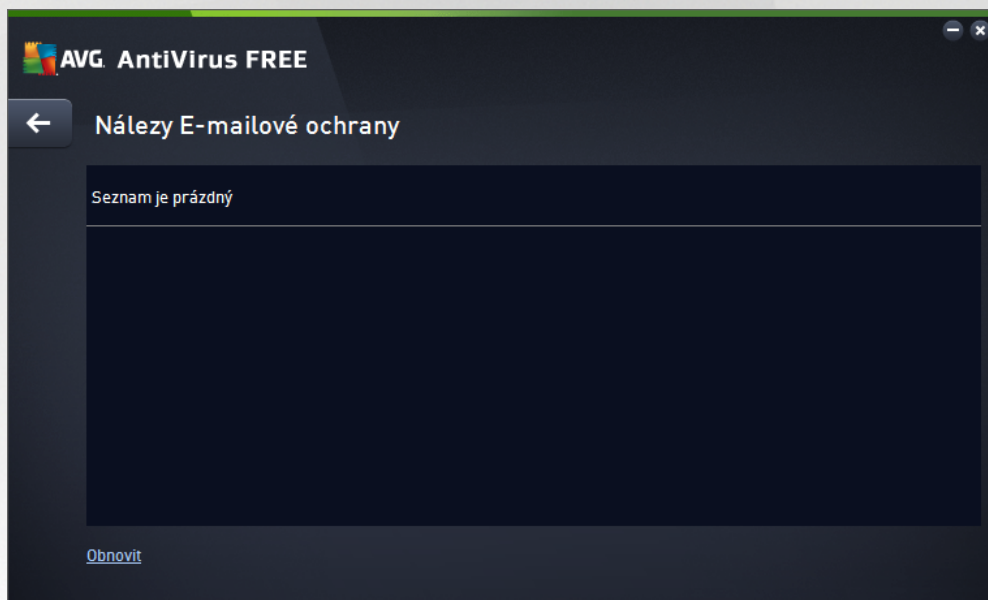 AVG. AntiVirus FREE
Nálezy E-mailové ochrany
Seznam je prázdný
Obnovit